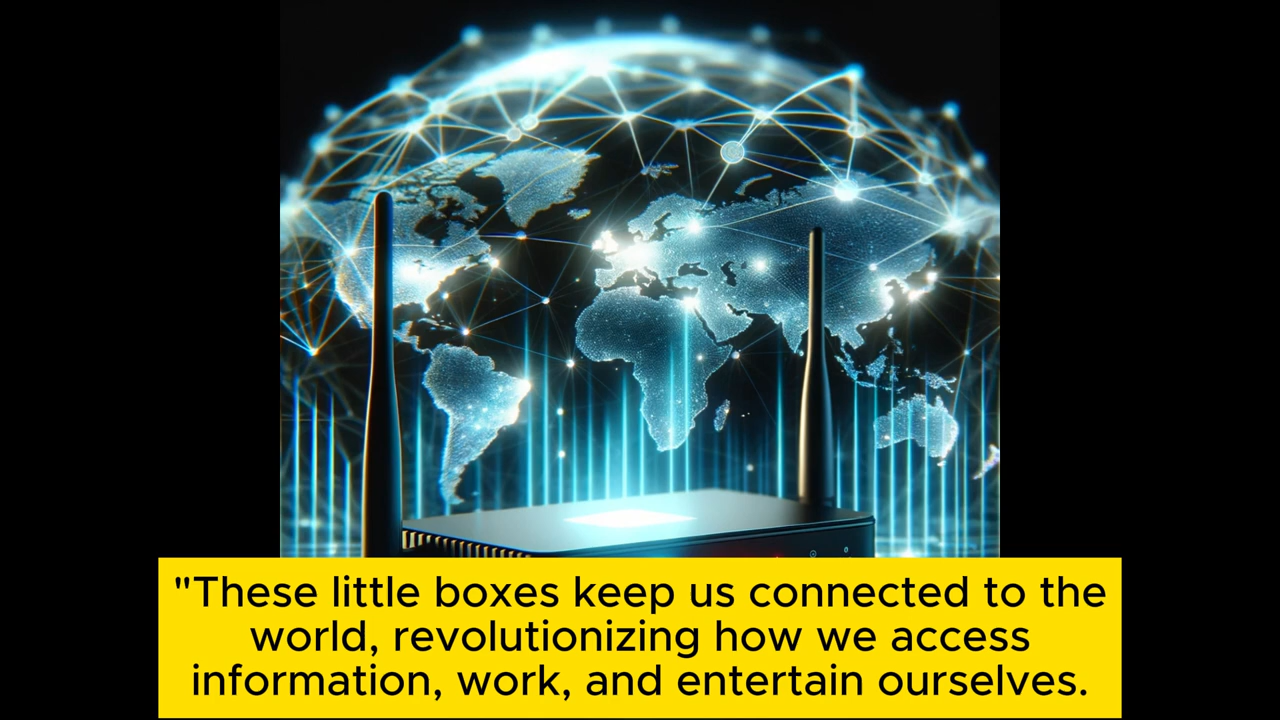 "These little boxes keep us connected to the
world, revolutionizing how we access
information, work, and entertain ourselves.